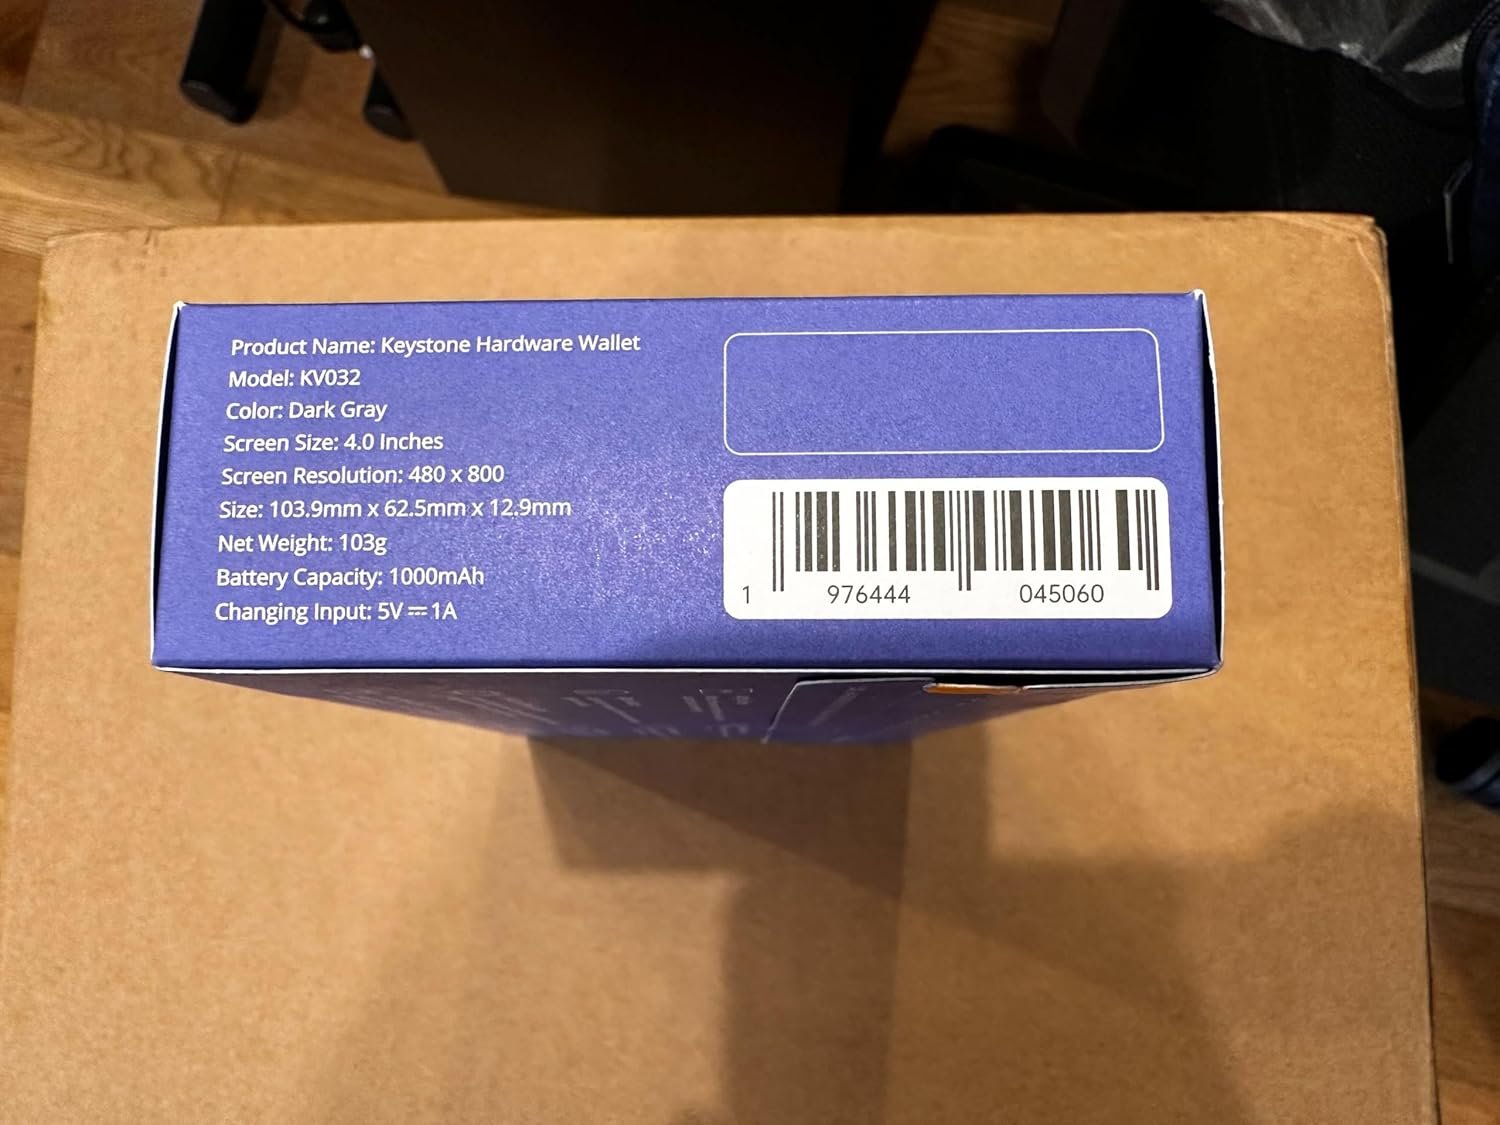 Product Name: Keystone Hardware Wallet
Model: KV032
Color: Dark Gray
Screen Size: 4.0 Inches
Screen Resolution: 480 x 800
Size: 103.9mm x 62.5mm x 12.9mm
Net Weight: 103g
Battery Capacity: 1000mAh
Changing Input: 5V ⎓ 1A
1 976444 045060